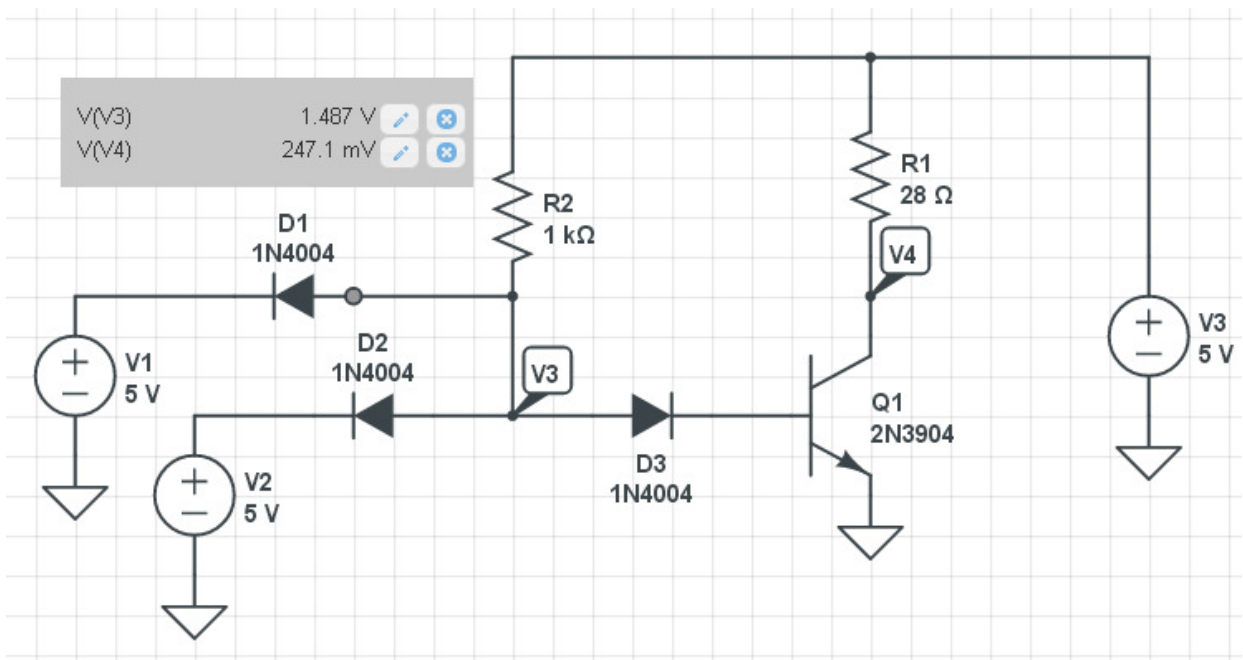 V(V3) 1.487 V
V(V4) 247.1 mV
R1
28 Ω
R2
1 kΩ
D1
1N4004
V4
V3
5 V
D2
1N4004
V1
5 V
V3
Q1
2N3904
D3
1N4004
V2
5 V